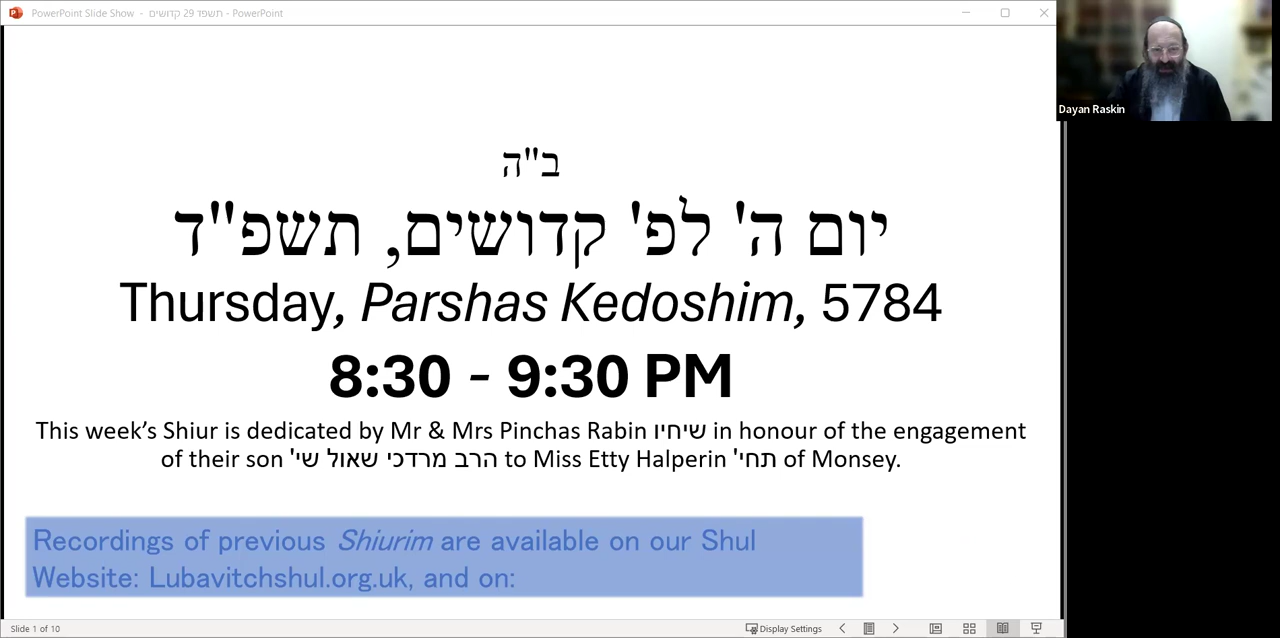 PowerPoint Slide Show - תשפד 29 קדושים - PowerPoint
Dayan Raskin
ב"ה
יום ה' לפ' קדושים, תשפ"ד
Thursday, Parshas Kedoshim, 5784
8:30 - 9:30 PM
This week’s Shiur is dedicated by Mr & Mrs Pinchas Rabin שיחיו in honour of the engagement
of their son הרב מרדכי שאול שי' to Miss Etty Halperin תחי' of Monsey.
Recordings of previous Shiurim are available on our Shul
Website: Lubavitchshul.org.uk, and on:
Slide 1 of 10
Display Settings